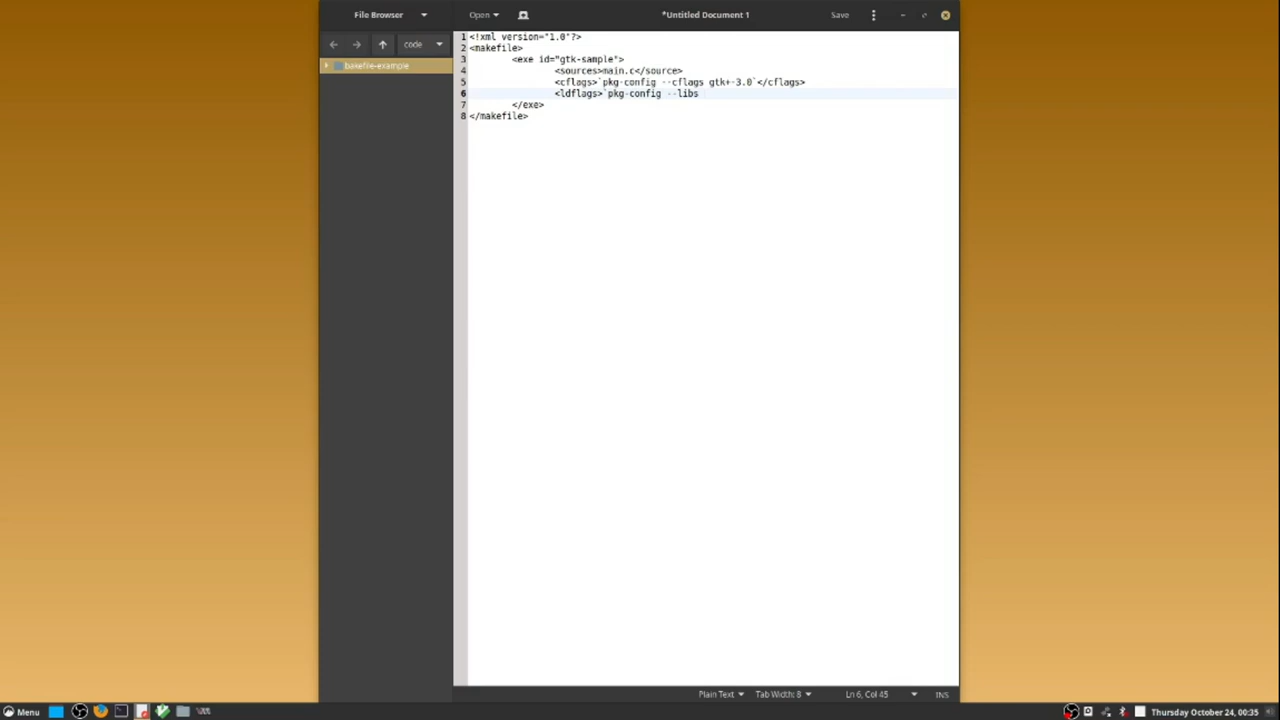 File Browser
Open
*Untitled Document 1
Save
code
bakefile-example
1 <!xml version="1.0"?>
2 <makefile>
3 <exe id="gtk-sample">
4 <sources>main.c</source>
5 <cflags>`pkg-config --cflags gtk+-3.0`</cflags>
6 <ldflags>`pkg-config --libs
7 </exe>
8 </makefile>
Plain Text
Tab Width: 8
Ln 6, Col 45
INS
Menu
Thursday October 24, 00:35